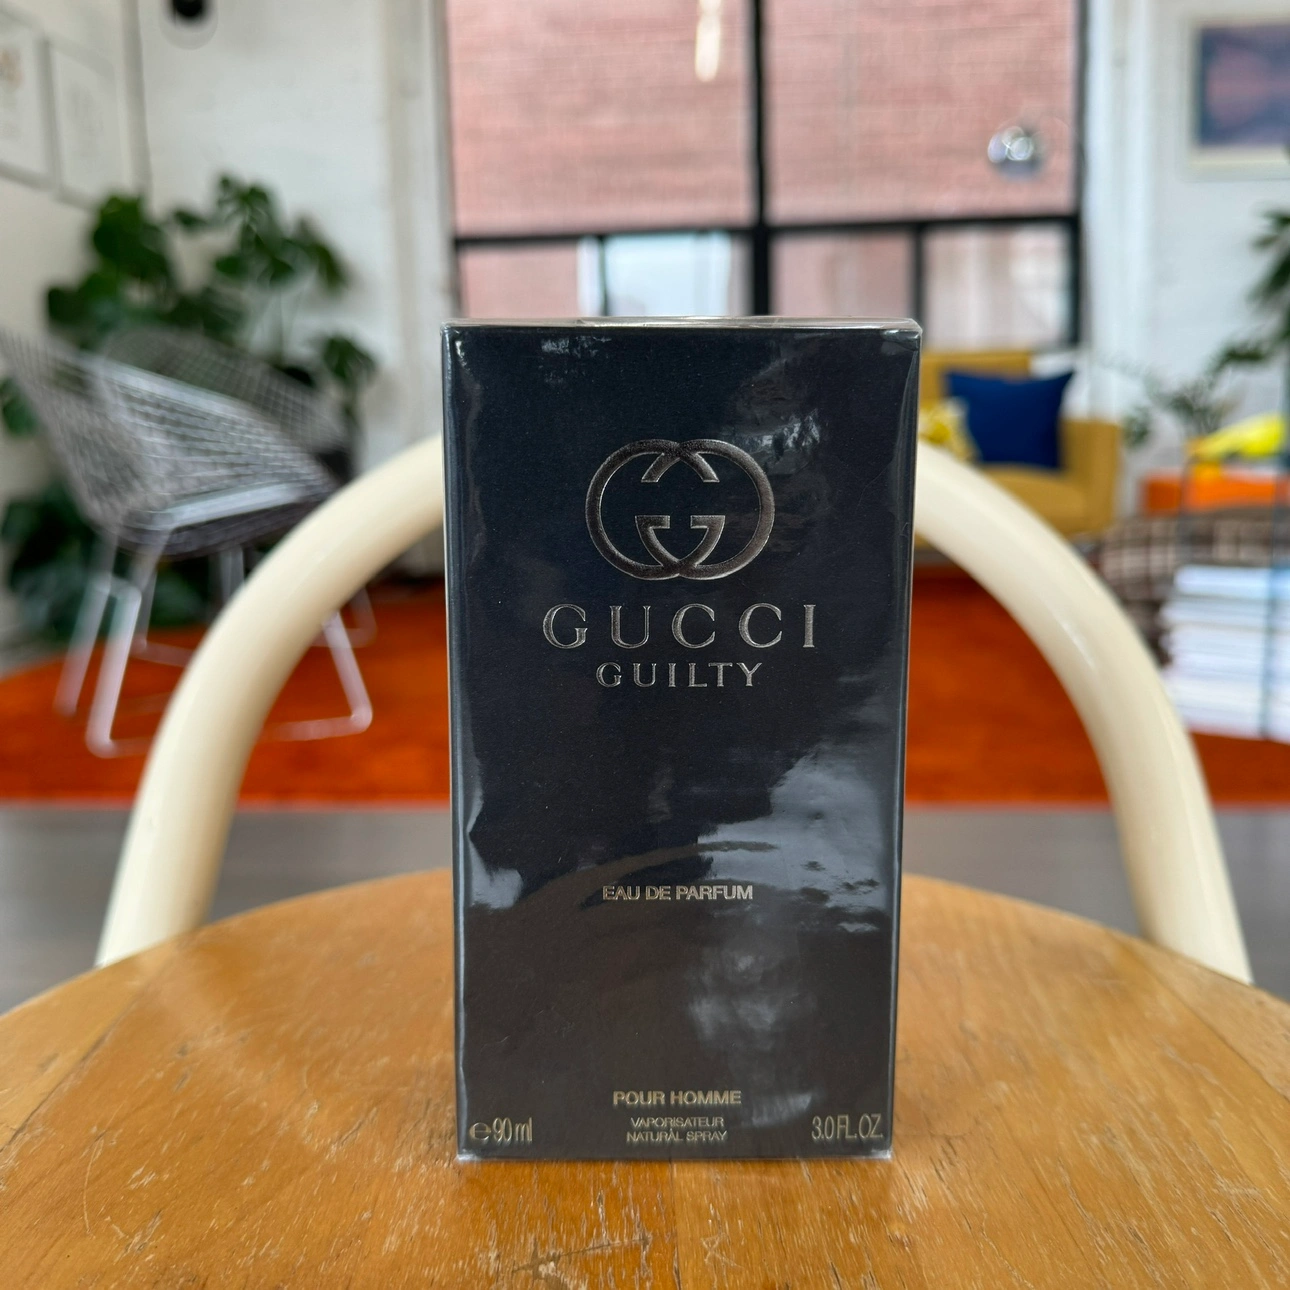 GUCCI
GUILTY
EAU DE PARFUM
POUR HOMME
VAPORISATEUR
NATURAL SPRAY
℮ 90 ml
3.0 FL. OZ.